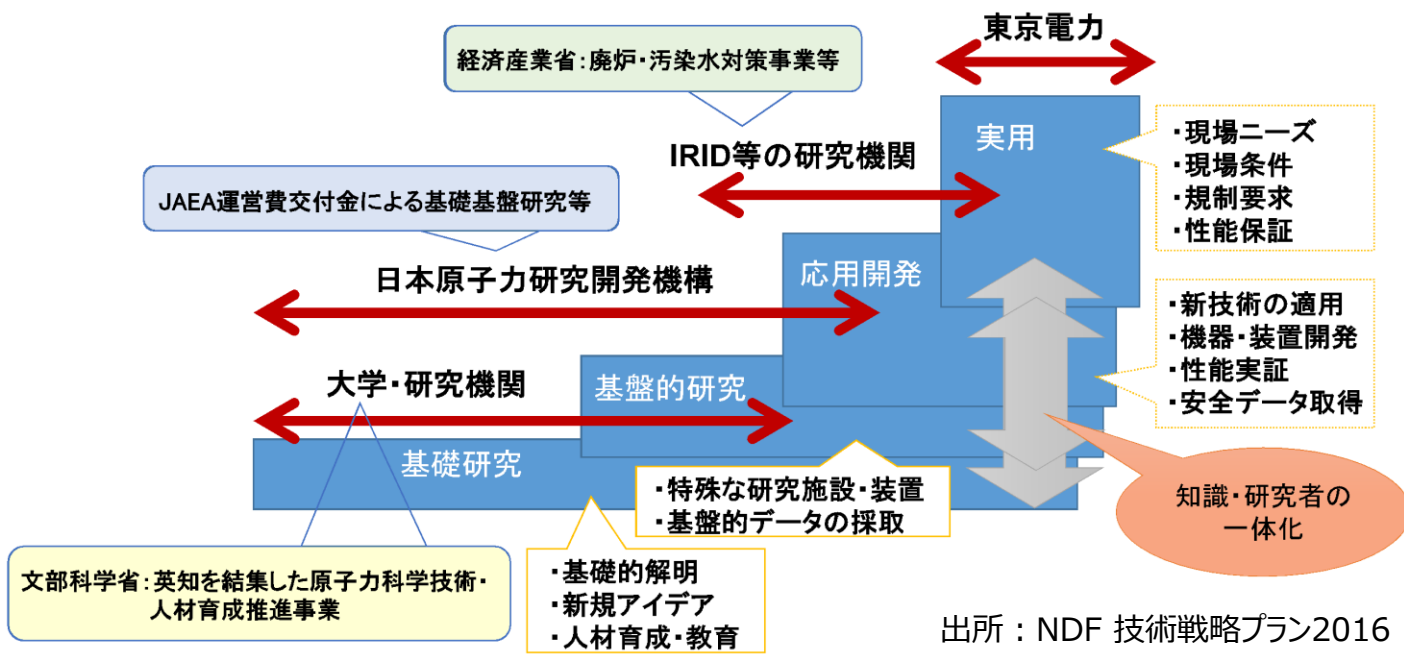 東京電力
経済産業省：廃炉・汚染水対策事業等
実用
・現場ニーズ
・現場条件
・規制要求
・性能保証
IRID等の研究機関
JAEA運営費交付金による基礎基盤研究等
応用開発
日本原子力研究開発機構
・新技術の適用
・機器・装置開発
・性能実証
・安全データ取得
大学・研究機関
基盤的研究
基礎研究
・特殊な研究施設・装置
・基盤的データの採取
知識・研究者の
一体化
文部科学省：英知を結集した原子力科学技術・
人材育成推進事業
・基礎的解明
・新規アイデア
・人材育成・教育
出所：NDF 技術戦略プラン2016